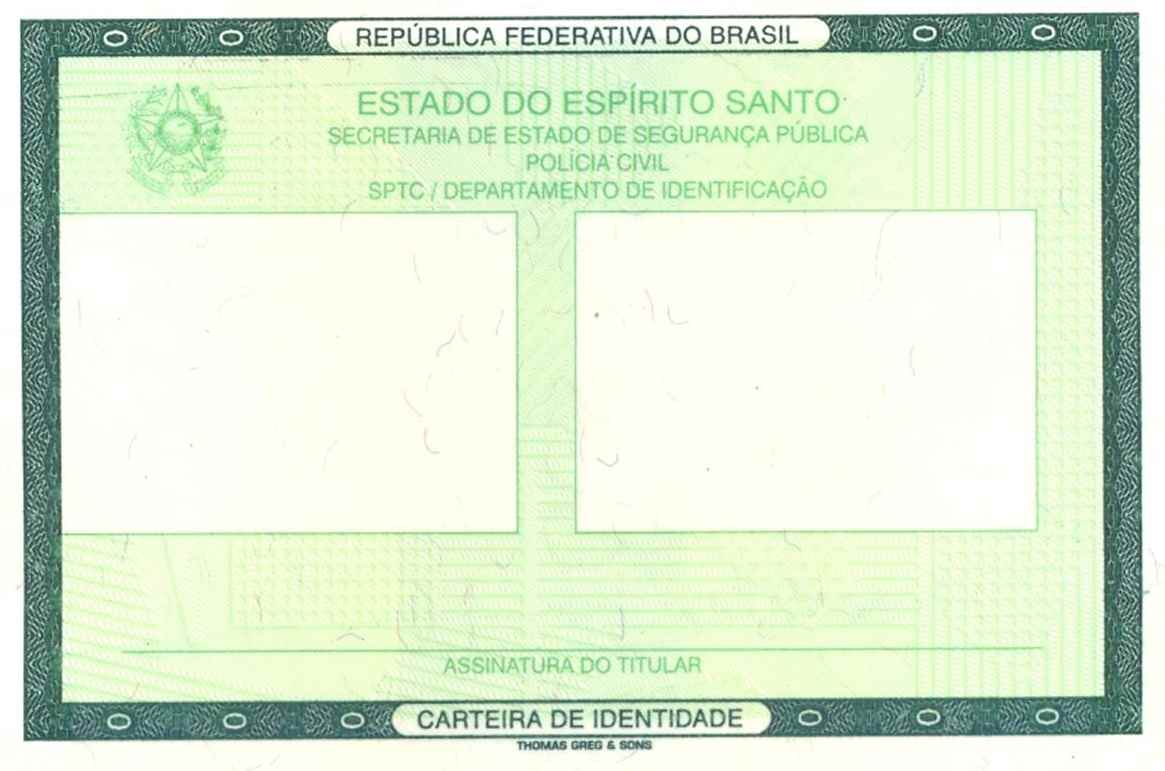 REPÚBLICA FEDERATIVA DO BRASIL
ESTADO DO ESPÍRITO SANTO
SECRETARIA DE ESTADO DE SEGURANÇA PÚBLICA
POLÍCIA CIVIL
SPTC / DEPARTAMENTO DE IDENTIFICAÇÃO
ASSINATURA DO TITULAR
CARTEIRA DE IDENTIDADE
THOMAS GREG & SONS